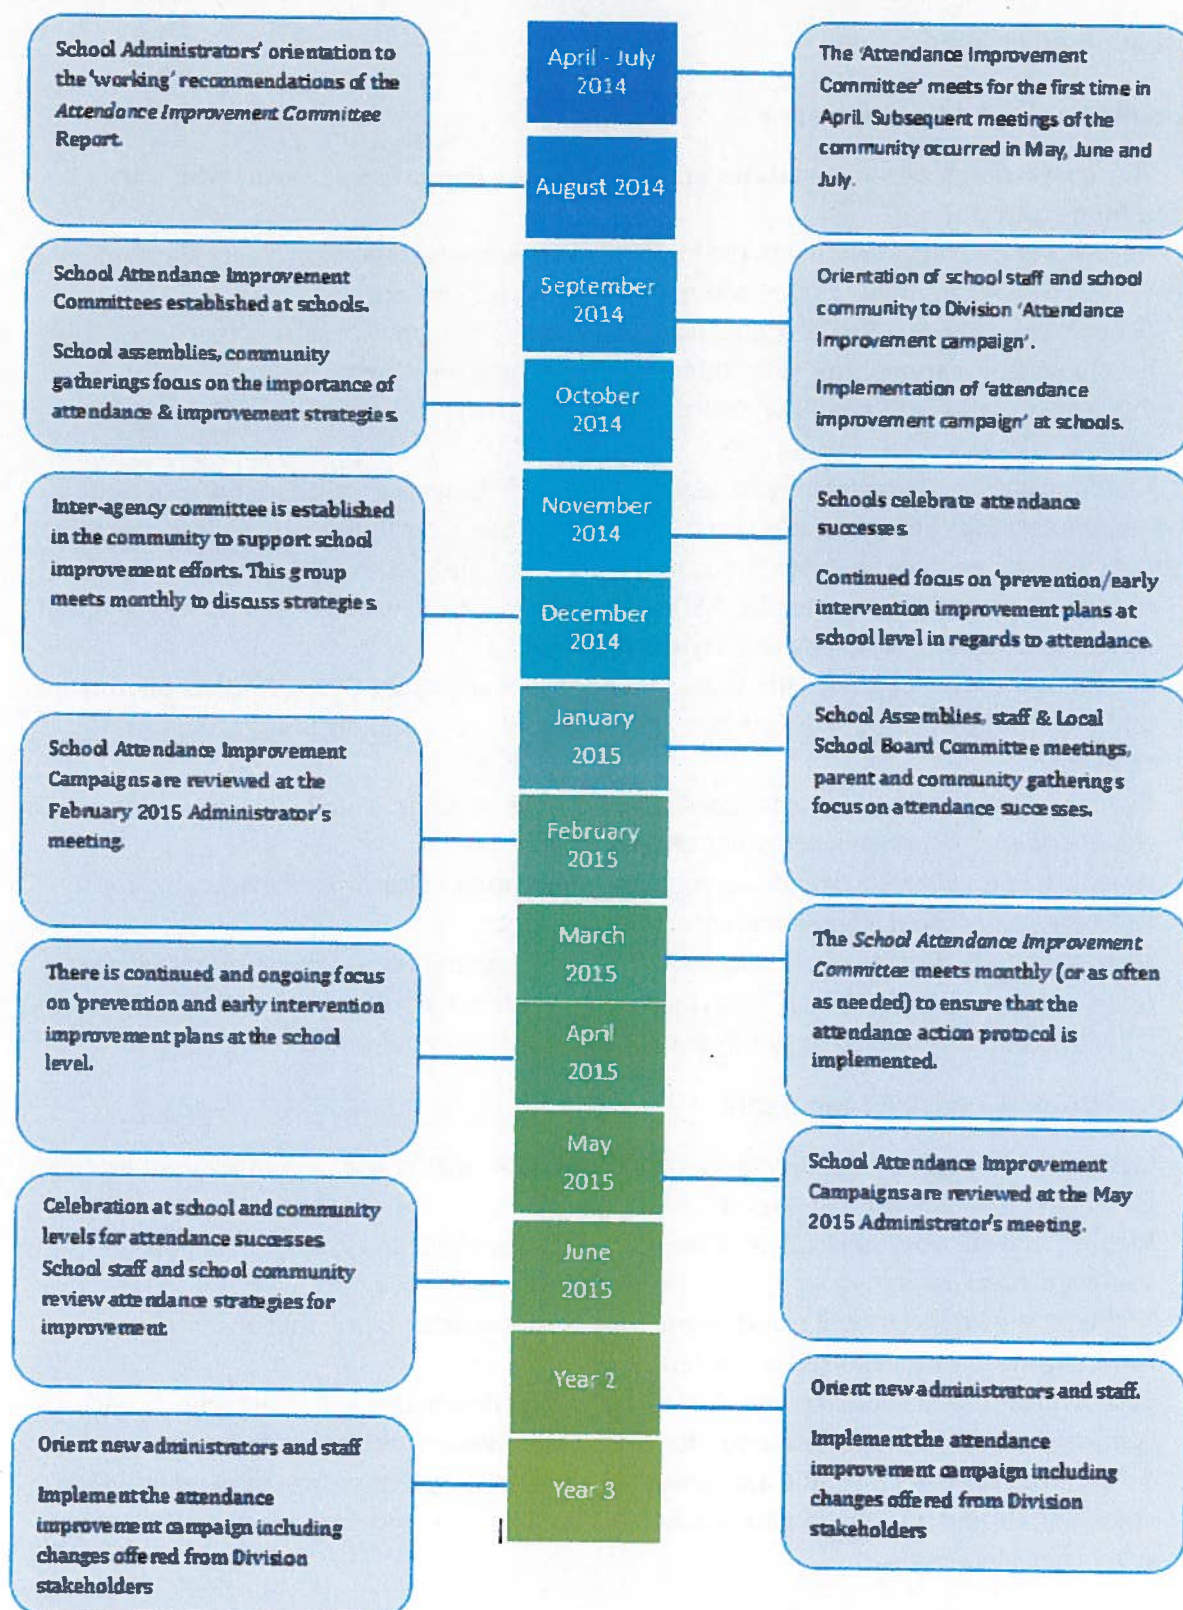 April - July
2014
The 'Attendance Improvement
Committee' meets for the first time in
April. Subsequent meetings of the
community occurred in May, June and
July.
School Administrators' orientation to
the 'working' recommendations of the
Attendance Improvement Committee
Report.
August 2014
September
2014
Orientation of school staff and school
community to Division 'Attendance
Improvement campaign'.
Implementation of 'attendance
improvement campaign' at schools.
School Attendance Improvement
Committees established at schools.
School assemblies, community
gatherings focus on the importance of
attendance & improvement strategies.
October
2014
November
2014
Schools celebrate attendance
successes.
Continued focus on 'prevention/early
intervention improvement plans at
school level in regards to attendance.
Inter-agency committee is established
in the community to support school
improvement efforts. This group
meets monthly to discuss strategies.
December
2014
January
2015
School Assemblies, staff & Local
School Board Committee meetings,
parent and community gatherings
focus on attendance successes.
School Attendance Improvement
Campaigns are reviewed at the
February 2015 Administrator's
meeting.
February
2015
March
2015
The School Attendance Improvement
Committee meets monthly (or as often
as needed) to ensure that the
attendance action protocol is
implemented.
There is continued and ongoing focus
on 'prevention and early intervention
improvement plans at the school
level.
April
2015
May
2015
School Attendance Improvement
Campaigns are reviewed at the May
2015 Administrator's meeting.
Celebration at school and community
levels for attendance successes.
School staff and school community
review attendance strategies for
improvement.
June
2015
Year 2
Orient new administrators and staff.
Implement the attendance
improvement campaign including
changes offered from Division
stakeholders
Orient new administrators and staff
Implement the attendance
improvement campaign including
changes offered from Division
stakeholders
Year 3